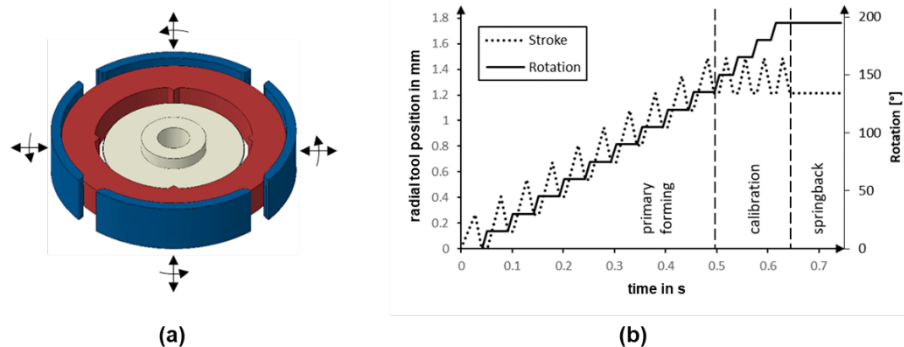 1.8
1.6
1.4
1.2
1
0.8
0.6
0.4
0.2
0
radial tool position in mm
Stroke
Rotation
primary
forming
calibration
springback
200
150
100
50
0
Rotation [°]
0 0.1 0.2 0.3 0.4 0.5 0.6 0.7
time in s
(a) (b)